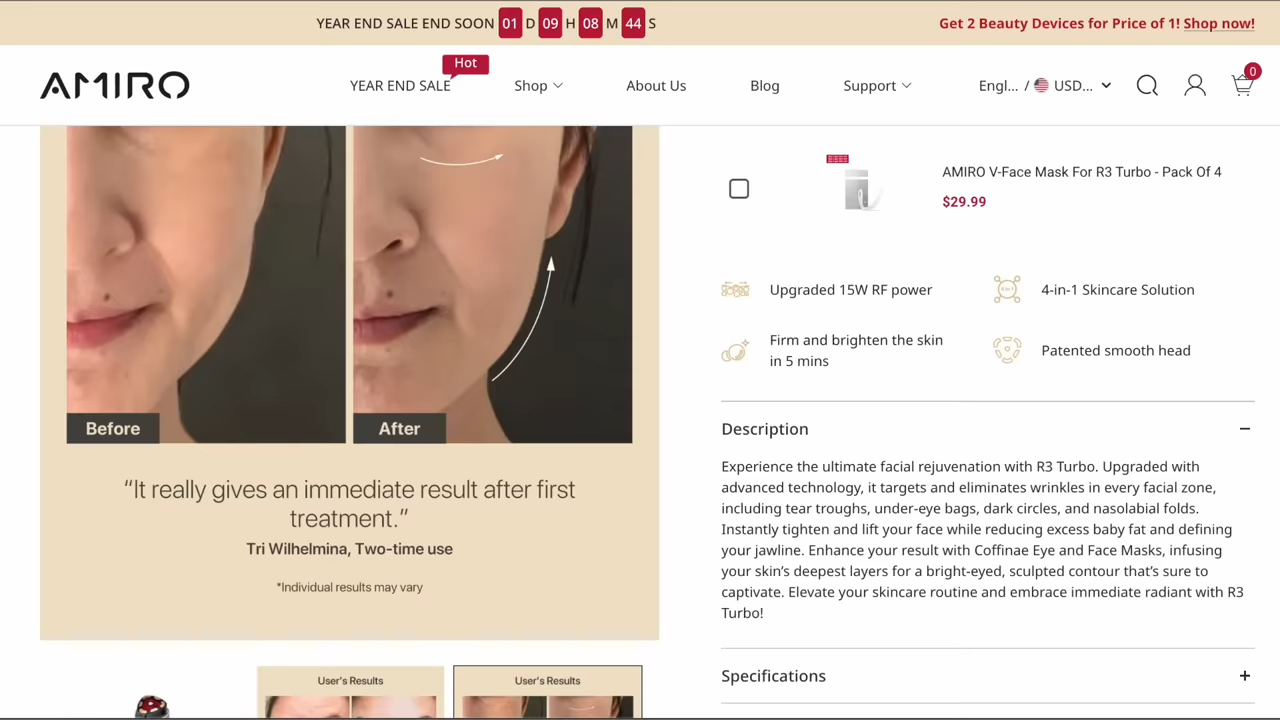 YEAR END SALE END SOON 01 D 09 H 08 M 44 S
Get 2 Beauty Devices for Price of 1! Shop now!
AMIRO
YEAR END SALE
Hot
Shop
About Us
Blog
Support
Engl... / USD...
0
Before
After
“It really gives an immediate result after first
treatment.”
Tri Wilhelmina, Two-time use
*Individual results may vary
User's Results
User's Results
AMIRO V-Face Mask For R3 Turbo - Pack Of 4
$29.99
Upgraded 15W RF power
4-in-1 Skincare Solution
Firm and brighten the skin
in 5 mins
Patented smooth head
Description
Experience the ultimate facial rejuvenation with R3 Turbo. Upgraded with
advanced technology, it targets and eliminates wrinkles in every facial zone,
including tear troughs, under-eye bags, dark circles, and nasolabial folds.
Instantly tighten and lift your face while reducing excess baby fat and defining
your jawline. Enhance your result with Coffinae Eye and Face Masks, infusing
your skin’s deepest layers for a bright-eyed, sculpted contour that’s sure to
captivate. Elevate your skincare routine and embrace immediate radiant with R3
Turbo!
Specifications